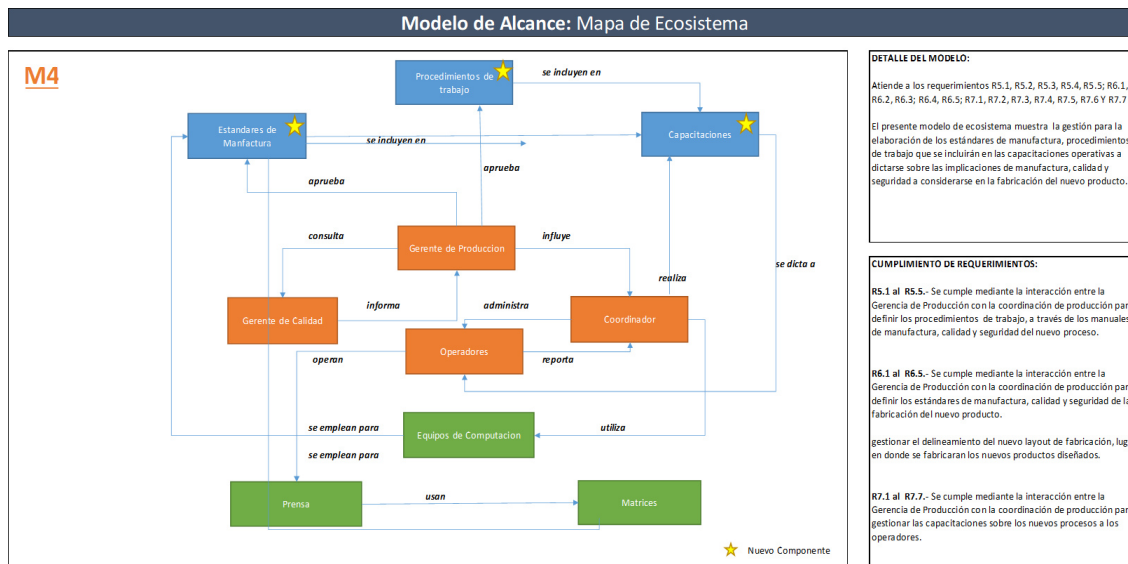 Modelo de Alcance: Mapa de Ecosistema
M4
Procedimientos de
trabajo
se incluyen en
Estandares de
Manfactura
se incluyen en
Capacitaciones
aprueba
aprueba
consulta
Gerente de Produccion
influye
se dicta a
realiza
Gerente de Calidad
informa
administra
Coordinador
operan
Operadores
reporta
se emplean para
Equipos de Computacion
utiliza
se emplean para
Prensa
usan
Matrices
Nuevo Componente
DETALLE DEL MODELO:
Atiende a los requerimientos R5.1, R5.2, R5.3, R5.4, R5.5; R6.1,
R6.2, R6.3; R6.4, R6.5; R7.1, R7.2, R7.3, R7.4, R7.5, R7.6 Y R7.7
El presente modelo de ecosistema muestra la gestión para la
elaboración de los estándares de manufactura, procedimientos
de trabajo que se incluirán en las capacitaciones operativas a
dictarse sobre las implicaciones de manufactura, calidad y
seguridad a considerarse en la fabricación del nuevo producto.
CUMPLIMIENTO DE REQUERIMIENTOS:
R5.1 al R5.5.- Se cumple mediante la interacción entre la
Gerencia de Producción con la coordinación de producción par
definir los procedimientos de trabajo, a través de los manuales
de manufactura, calidad y seguridad del nuevo proceso.
R6.1 al R6.5.- Se cumple mediante la interacción entre la
Gerencia de Producción con la coordinación de producción par
definir los estándares de manufactura, calidad y seguridad de la
fabricación del nuevo producto.
gestionar el delineamiento del nuevo layout de fabricación, lug
en donde se fabricaran los nuevos productos diseñados.
R7.1 al R7.7.- Se cumple mediante la interacción entre la
Gerencia de Producción con la coordinación de producción par
gestionar las capacitaciones sobre los nuevos procesos a los
operadores.